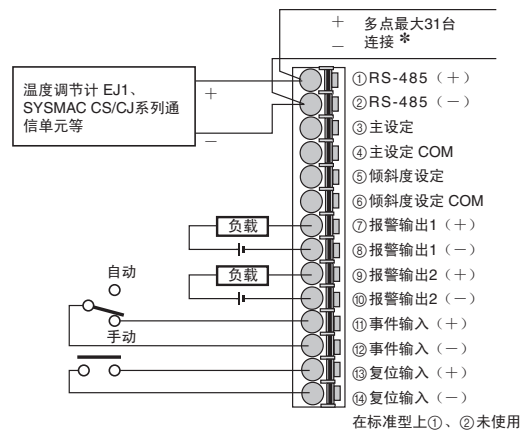 + 多点最大31台
− 连接 *
温度调节计 EJ1、
SYSMAC CS/CJ系列通
信单元等
+
−
①RS-485（+）
②RS-485（−）
③主设定
④主设定 COM
⑤倾斜度设定
⑥倾斜度设定 COM
⑦报警输出1（+）
⑧报警输出1（−）
⑨报警输出2（+）
⑩报警输出2（−）
⑪事件输入（+）
⑫事件输入（−）
⑬复位输入（+）
⑭复位输入（−）
负载
负载
自动
手动
在标准型上①、②未使用